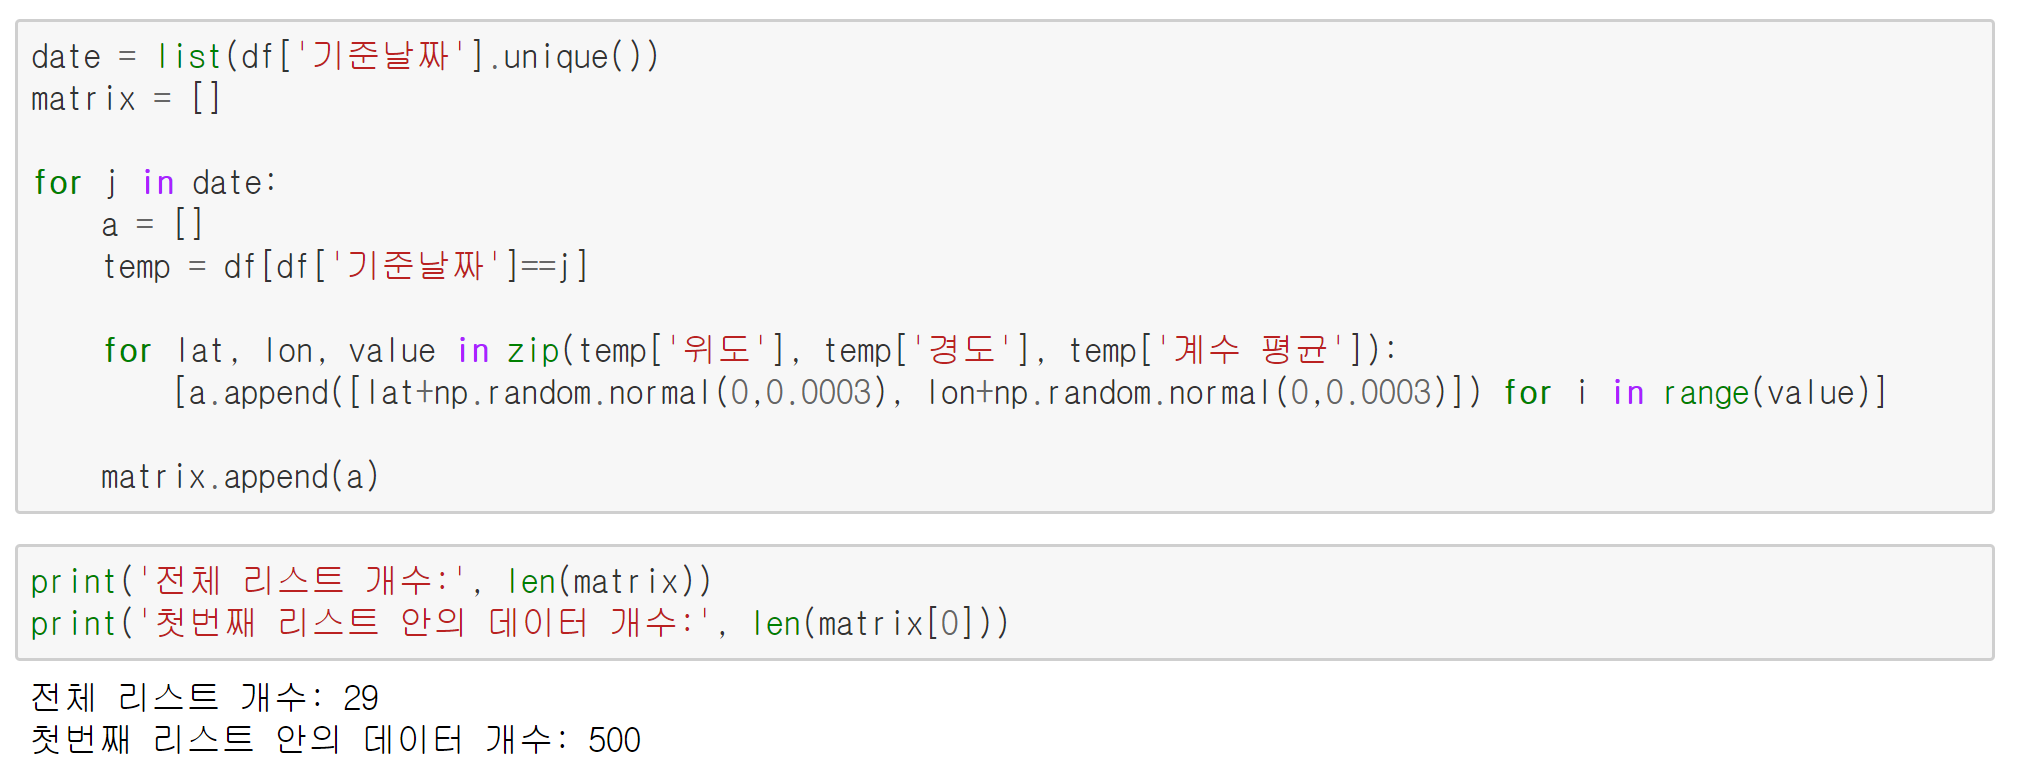 date = list(df['기준날짜'].unique())
matrix = []
for j in date:
    a = []
    temp = df[df['기준날짜']==j]
    for lat, lon, value in zip(temp['위도'], temp['경도'], temp['계수 평균']):
        [a.append([lat+np.random.normal(0,0.0003), lon+np.random.normal(0,0.0003)]) for i in range(value)]
    matrix.append(a)
print('전체 리스트 개수:', len(matrix))
print('첫번째 리스트 안의 데이터 개수:', len(matrix[0]))
전체 리스트 개수: 29
첫번째 리스트 안의 데이터 개수: 500